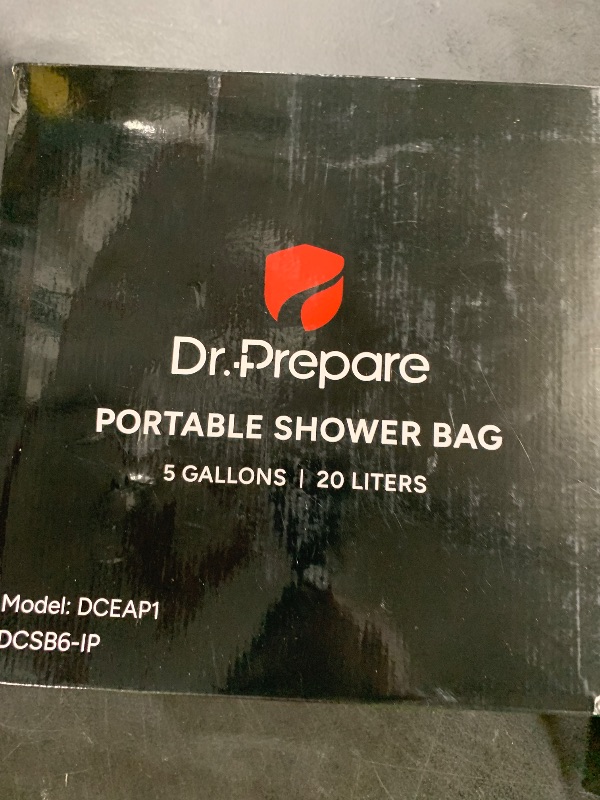 Dr.Prepare
PORTABLE SHOWER BAG
5 GALLONS | 20 LITERS
Model: DCEAP1
DCSB6-IP